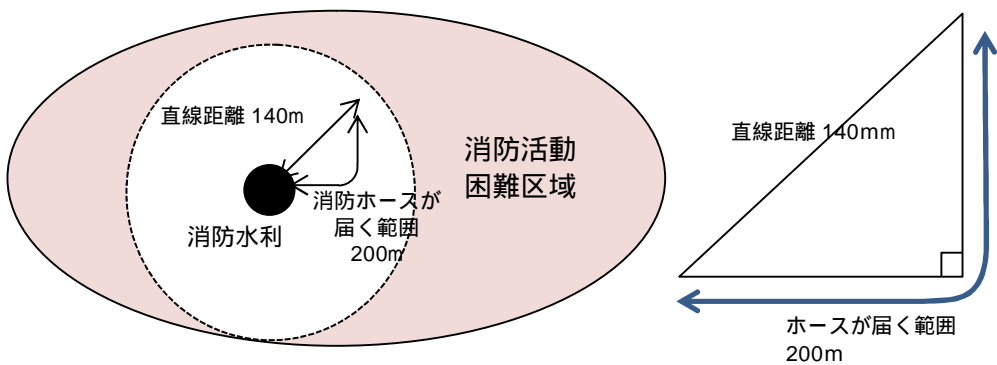 直線距離 140m
消防活動
困難区域
消防ホースが
届く範囲
200m
消防水利
直線距離 140mm
ホースが届く範囲
200m